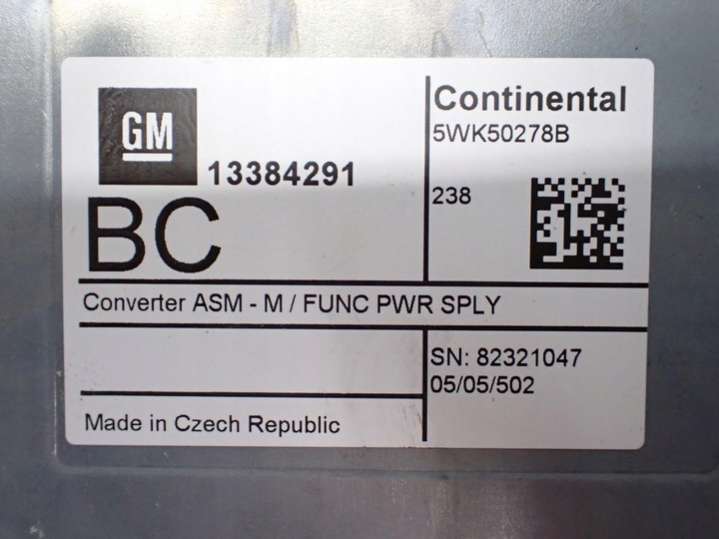 GM
13384291
BC
Continental
5WK50278B
238
Converter ASM - M / FUNC PWR SPLY
SN: 82321047
05/05/502
Made in Czech Republic